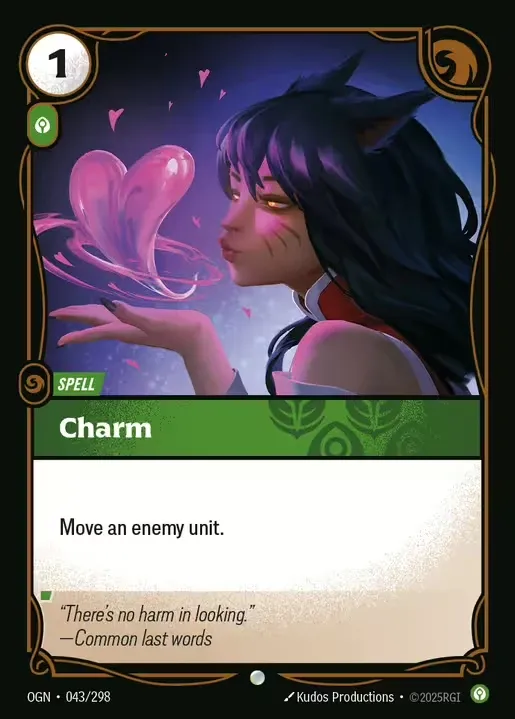 1
SPELL
Charm
Move an enemy unit.
“There’s no harm in looking.”
—Common last words
OGN • 043/298
Kudos Productions • ©2025RGI